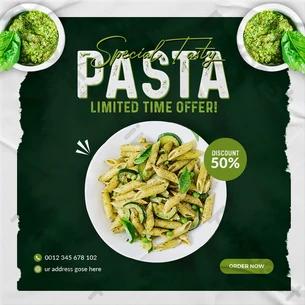 Special Tasty
PASTA
LIMITED TIME OFFER!
DISCOUNT
50%
0012 345 678 102
ur address gose here
ORDER NOW